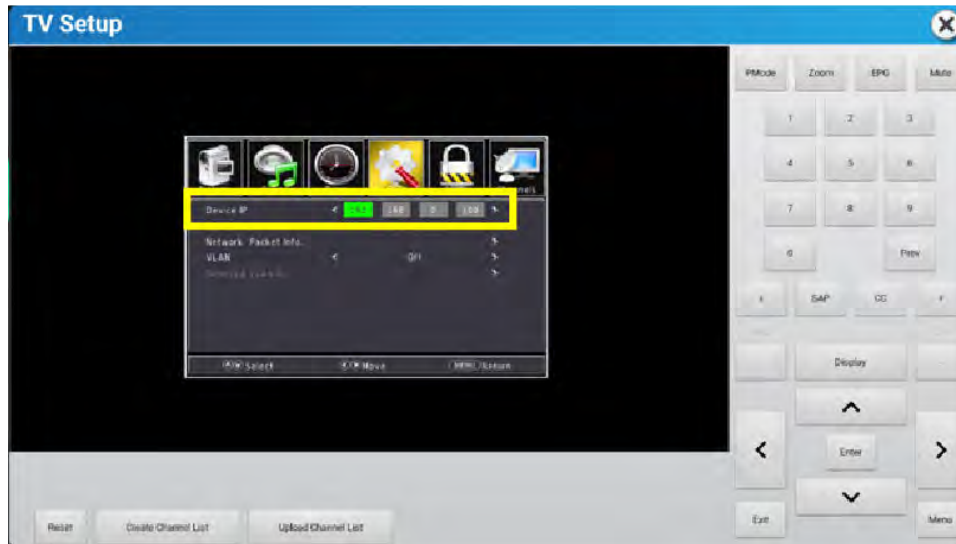 TV Setup
PMode Zoom EPG Mute
1 2 3
4 5 6
7 8 9
0 Prev
SAP CC
Display
Enter
Exit Menu
Device IP 168 0
Network Packet Info.
VLAN Off
Select Move MENU Return
Reset Create Channel List Upload Channel List